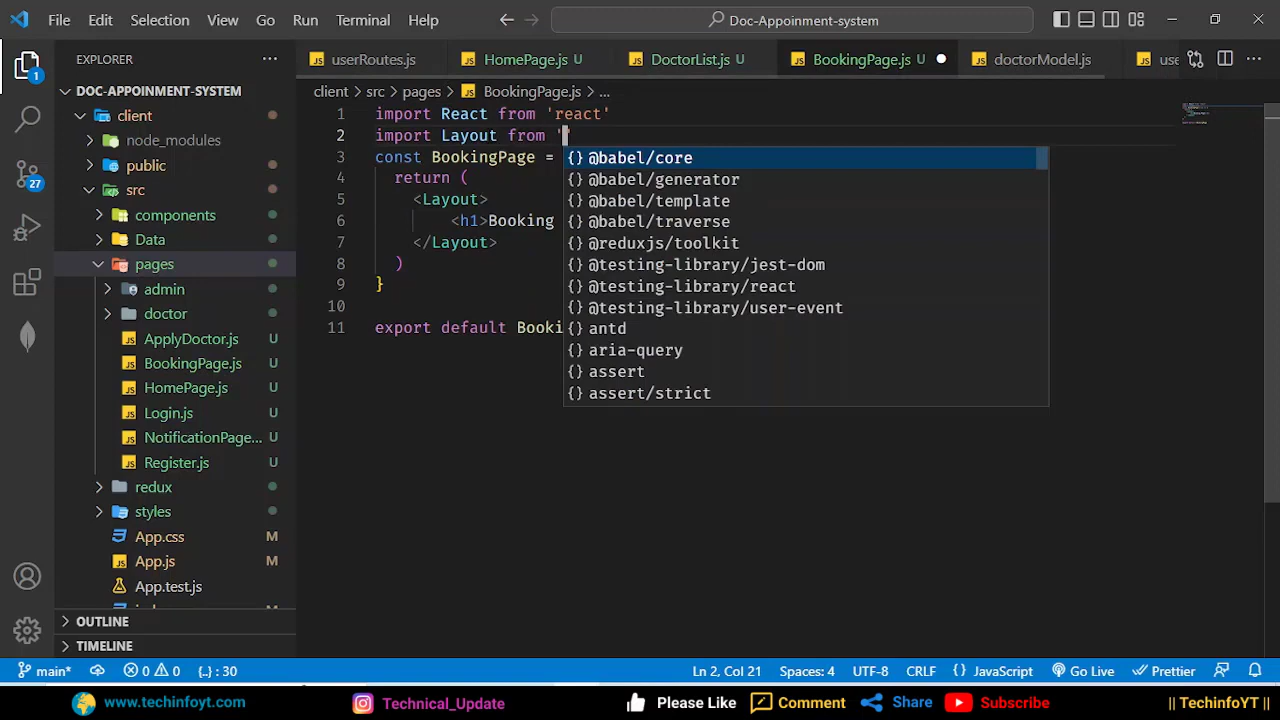 File Edit Selection View Go Run Terminal Help
Doc-Appoinment-system
EXPLORER
userRoutes.js
HomePage.js U
DoctorList.js U
BookingPage.js U
doctorModel.js
DOC-APPOINMENT-SYSTEM
client
node_modules
public
src
components
Data
pages
admin
doctor
ApplyDoctor.js U
BookingPage.js U
HomePage.js U
Login.js U
NotificationPage... U
Register.js U
redux
styles
App.css M
App.js M
App.test.js
OUTLINE
TIMELINE
1
27
client > src > pages > BookingPage.js > ...
1 import React from 'react'
2 import Layout from ''
3 const BookingPage =
4 return (
5 <Layout>
6 <h1>Booking
7 </Layout>
8 )
9 }
10
11 export default Booki
{} @babel/core
{} @babel/generator
{} @babel/template
{} @babel/traverse
{} @reduxjs/toolkit
{} @testing-library/jest-dom
{} @testing-library/react
{} @testing-library/user-event
{} antd
{} aria-query
{} assert
{} assert/strict
main* 0 0 {..} : 30 Ln 2, Col 21 Spaces: 4 UTF-8 CRLF {} JavaScript Go Live Prettier
www.techinfoyt.com Technical_Update Please Like Comment Share Subscribe || TechinfoYT ||